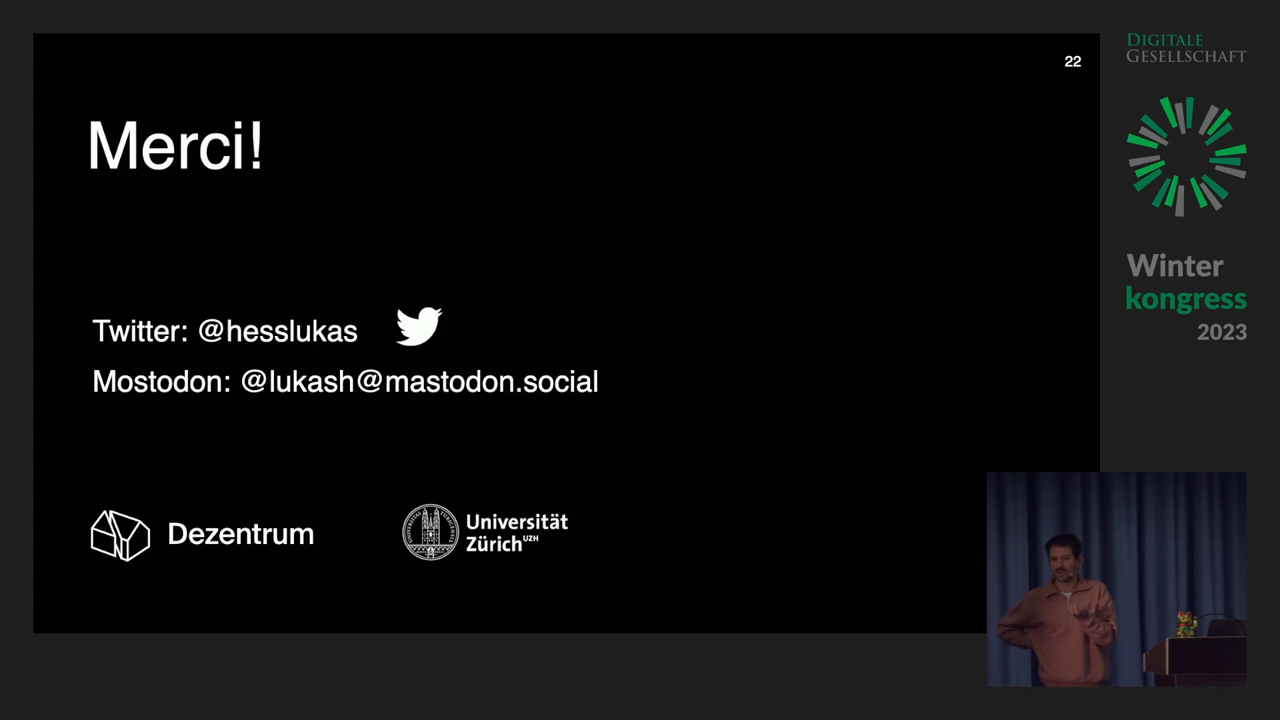 22
Merci!
Twitter: @hesslukas
Mostodon: @lukash@mastodon.social
Dezentrum
Universität
Zürich UZH
DIGITALE
GESELLSCHAFT
Winter
kongress
2023